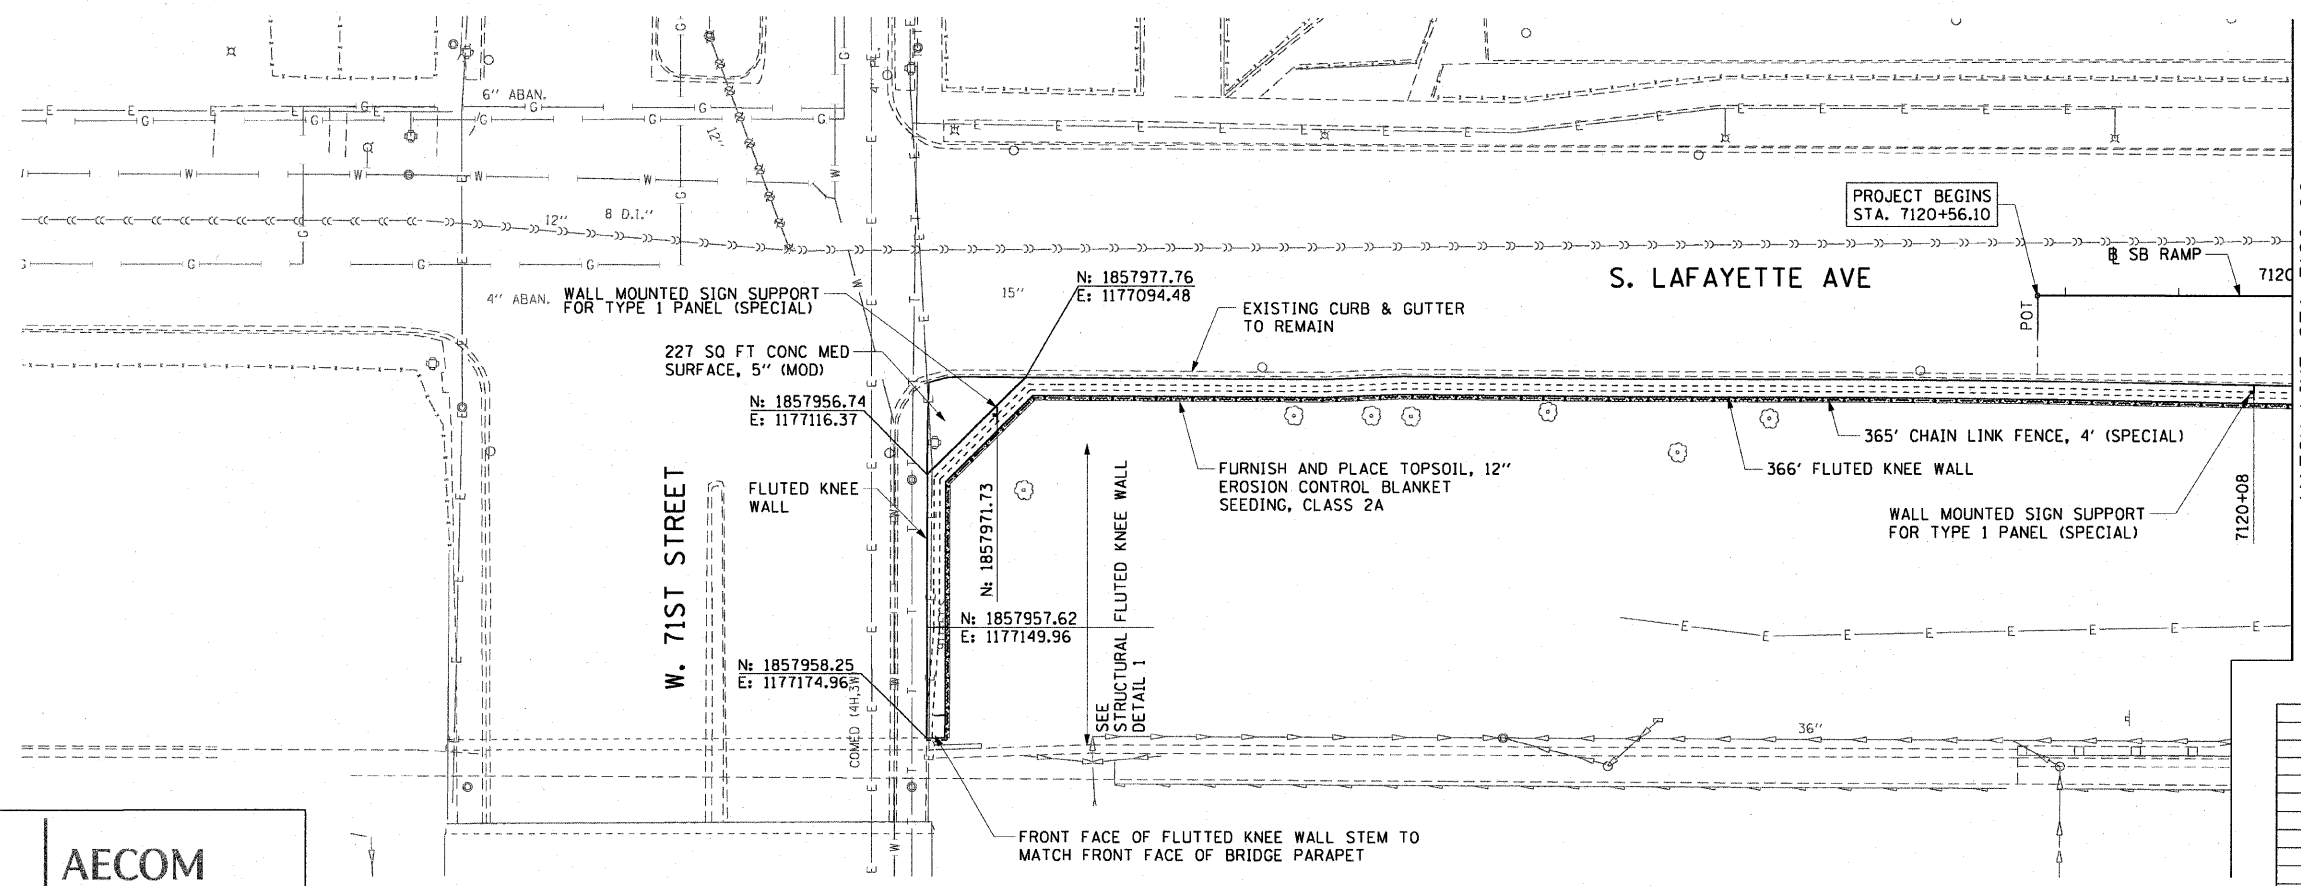 6" ABAN.
4" PE.
12"
12"
8 D.I."
PROJECT BEGINS
STA. 7120+56.10
SB RAMP
7120
POT
S. LAFAYETTE AVE
N: 1857977.76
E: 1177094.48
15"
EXISTING CURB & GUTTER
TO REMAIN
4" ABAN.
WALL MOUNTED SIGN SUPPORT
FOR TYPE 1 PANEL (SPECIAL)
227 SQ FT CONC MED
SURFACE, 5" (MOD)
N: 1857956.74
E: 1177116.37
365' CHAIN LINK FENCE, 4' (SPECIAL)
366' FLUTED KNEE WALL
FURNISH AND PLACE TOPSOIL, 12"
EROSION CONTROL BLANKET
SEEDING, CLASS 2A
FLUTED KNEE
WALL
W. 71ST STREET
N: 1857971.73
WALL MOUNTED SIGN SUPPORT
FOR TYPE 1 PANEL (SPECIAL)
7120+08
N: 1857957.62
E: 1177149.96
SEE
STRUCTURAL FLUTED KNEE WALL
DETAIL 1
N: 1857958.25
E: 1177174.96
COMED (4H,3W)
36"
FRONT FACE OF FLUTTED KNEE WALL STEM TO
MATCH FRONT FACE OF BRIDGE PARAPET
AECOM